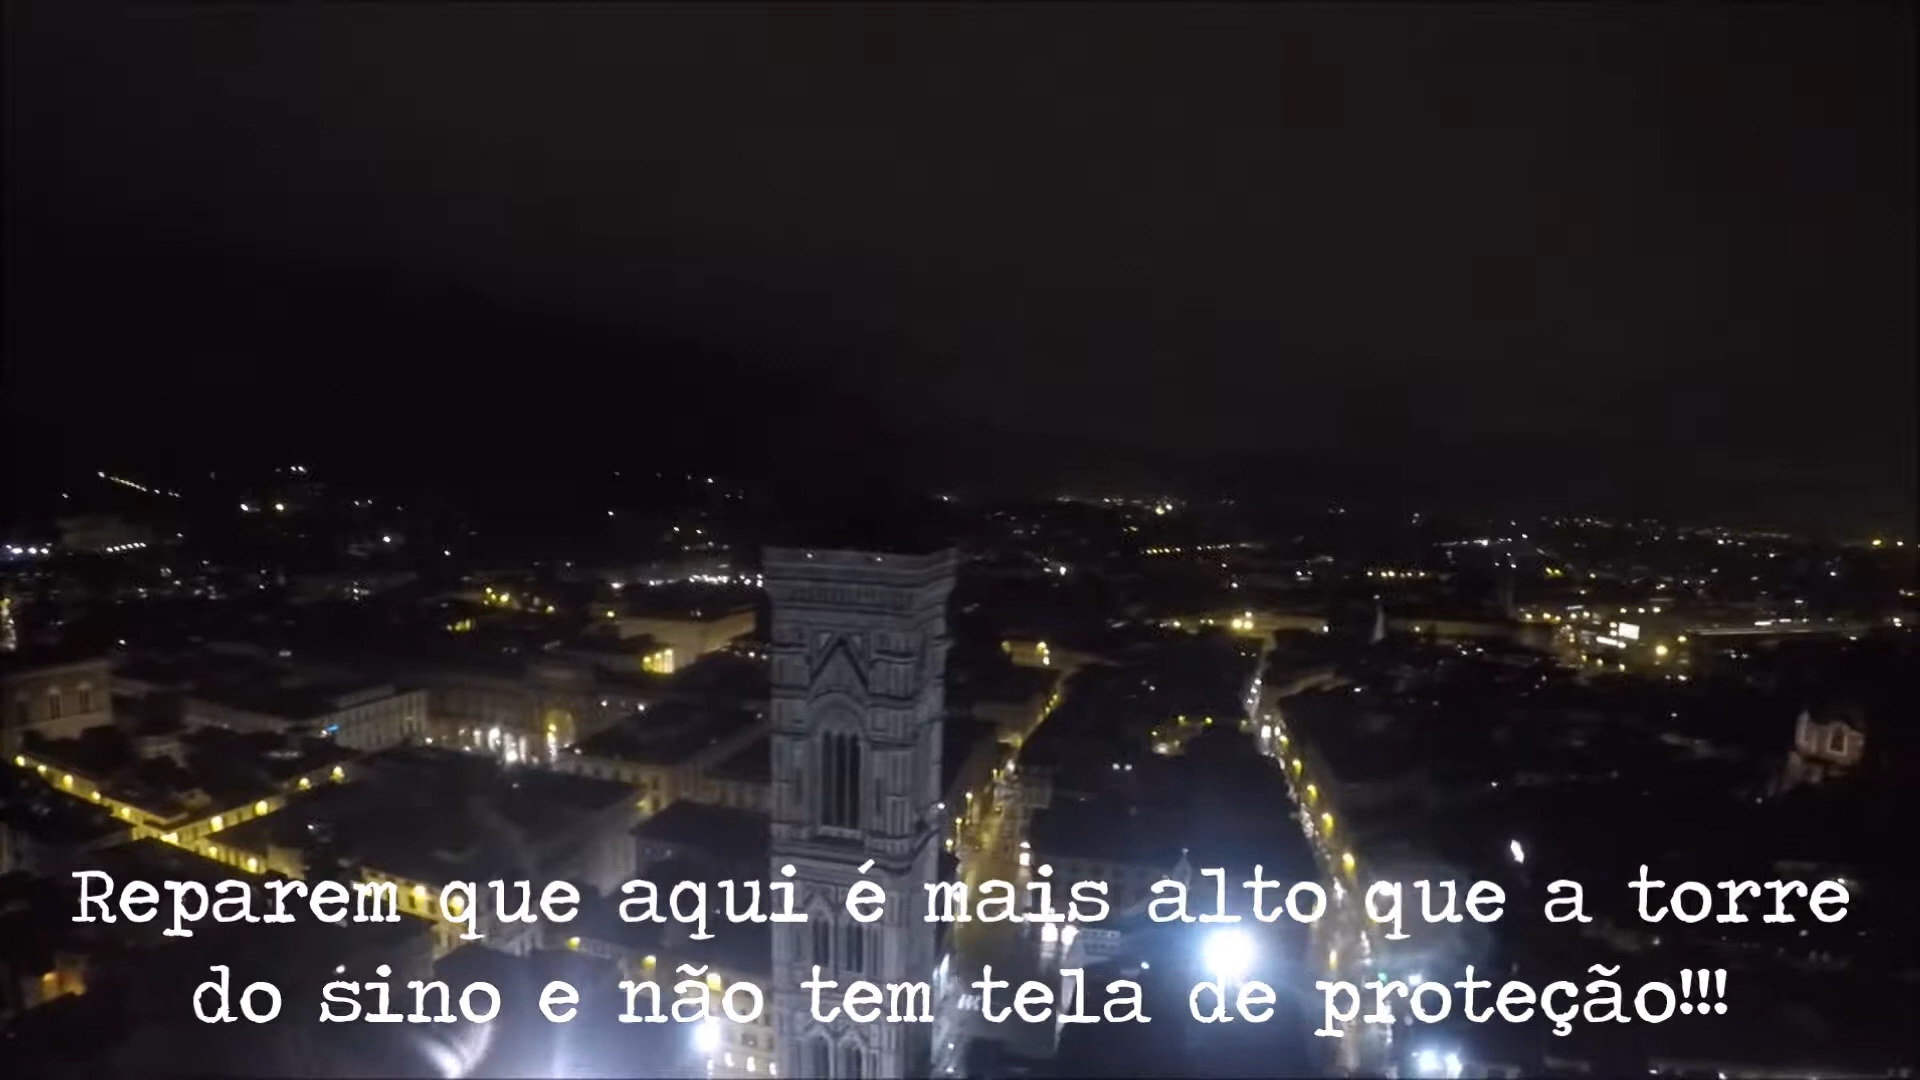 Reparem que aqui é mais alto que a torre
do sino e não tem tela de proteção!!!